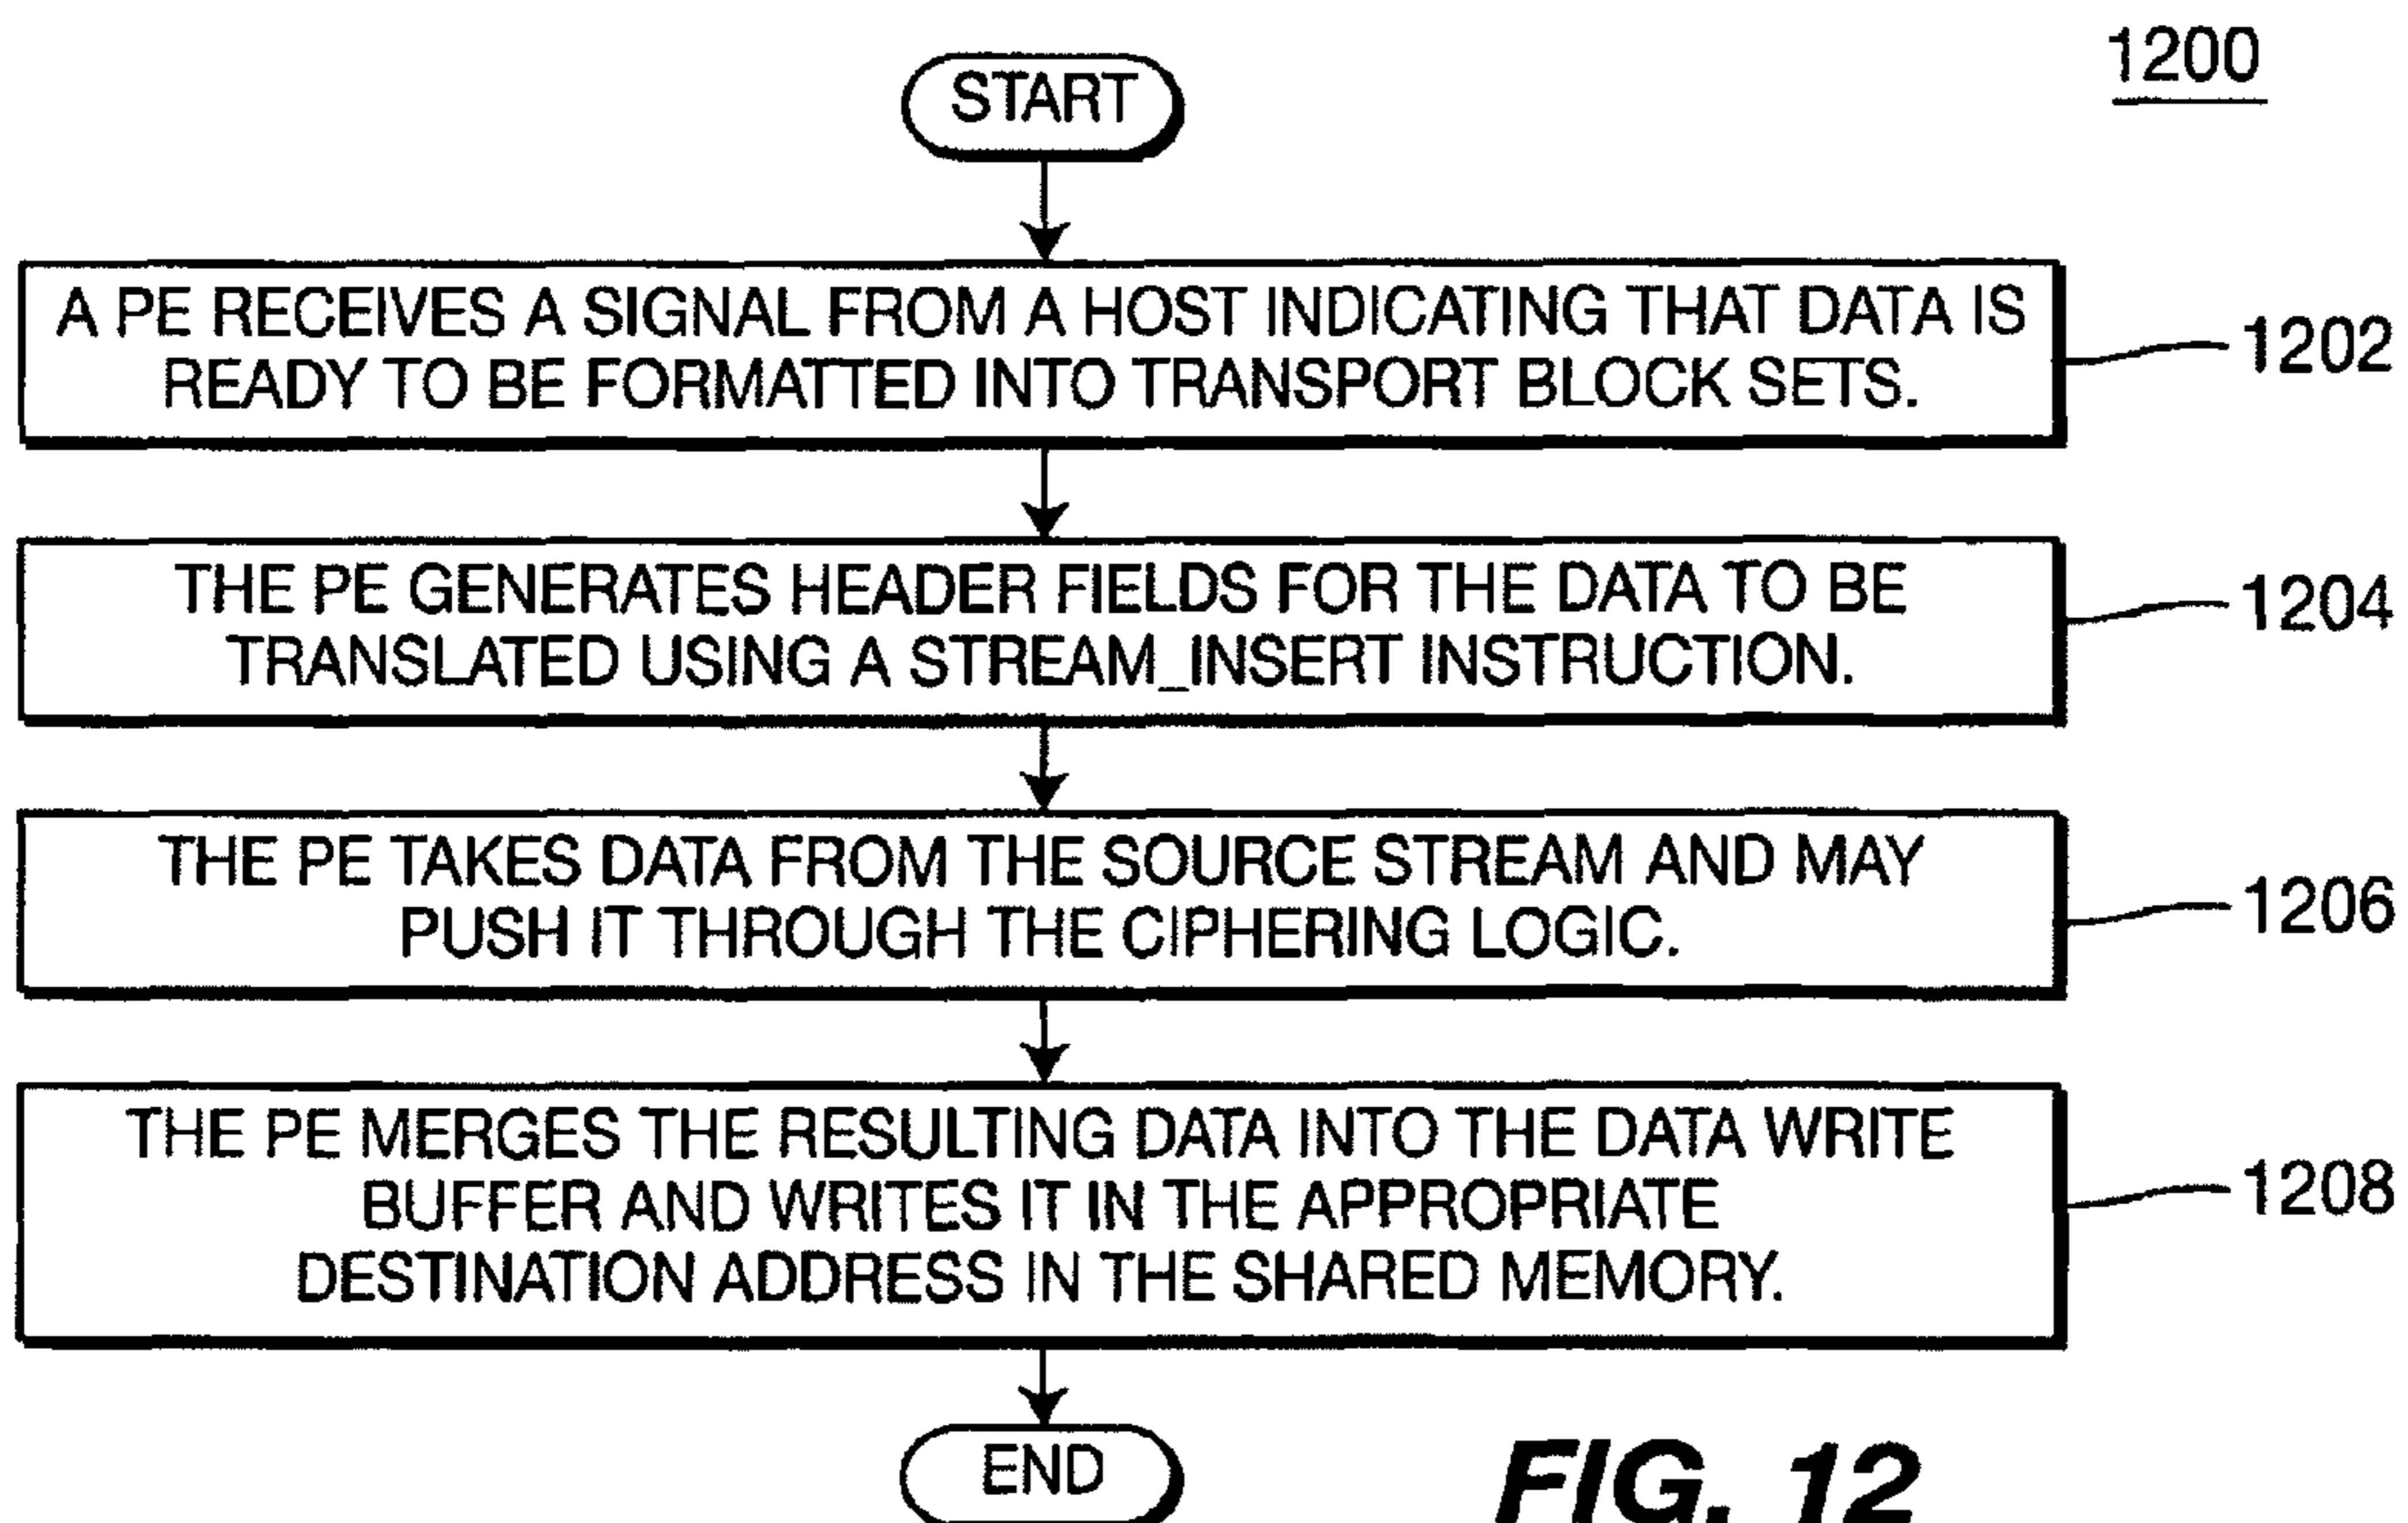 1200
START
A PE RECEIVES A SIGNAL FROM A HOST INDICATING THAT DATA IS
READY TO BE FORMATTED INTO TRANSPORT BLOCK SETS.
1202
THE PE GENERATES HEADER FIELDS FOR THE DATA TO BE
TRANSLATED USING A STREAM_INSERT INSTRUCTION.
1204
THE PE TAKES DATA FROM THE SOURCE STREAM AND MAY
PUSH IT THROUGH THE CIPHERING LOGIC.
1206
THE PE MERGES THE RESULTING DATA INTO THE DATA WRITE
BUFFER AND WRITES IT IN THE APPROPRIATE
DESTINATION ADDRESS IN THE SHARED MEMORY.
1208
END
FIG. 12